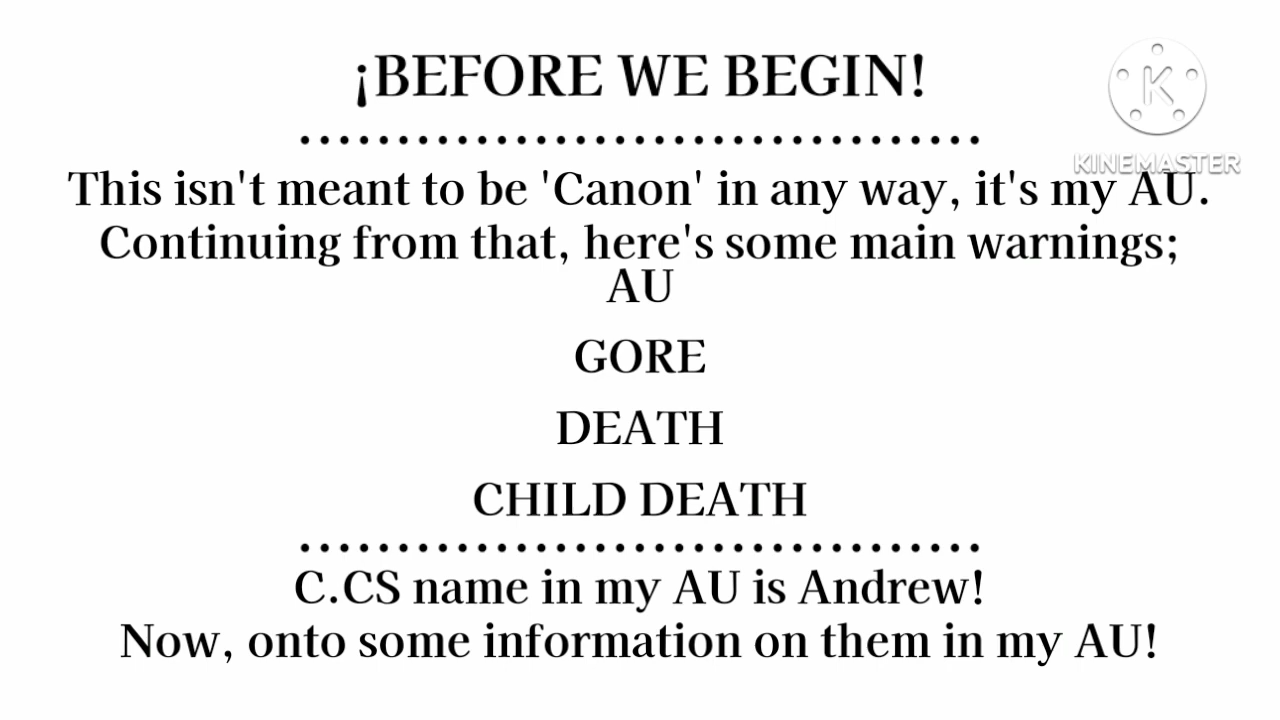 ¡BEFORE WE BEGIN!
KINEMASTER
This isn't meant to be 'Canon' in any way, it's my AU.
Continuing from that, here's some main warnings;
AU
GORE
DEATH
CHILD DEATH
C.CS name in my AU is Andrew!
Now, onto some information on them in my AU!